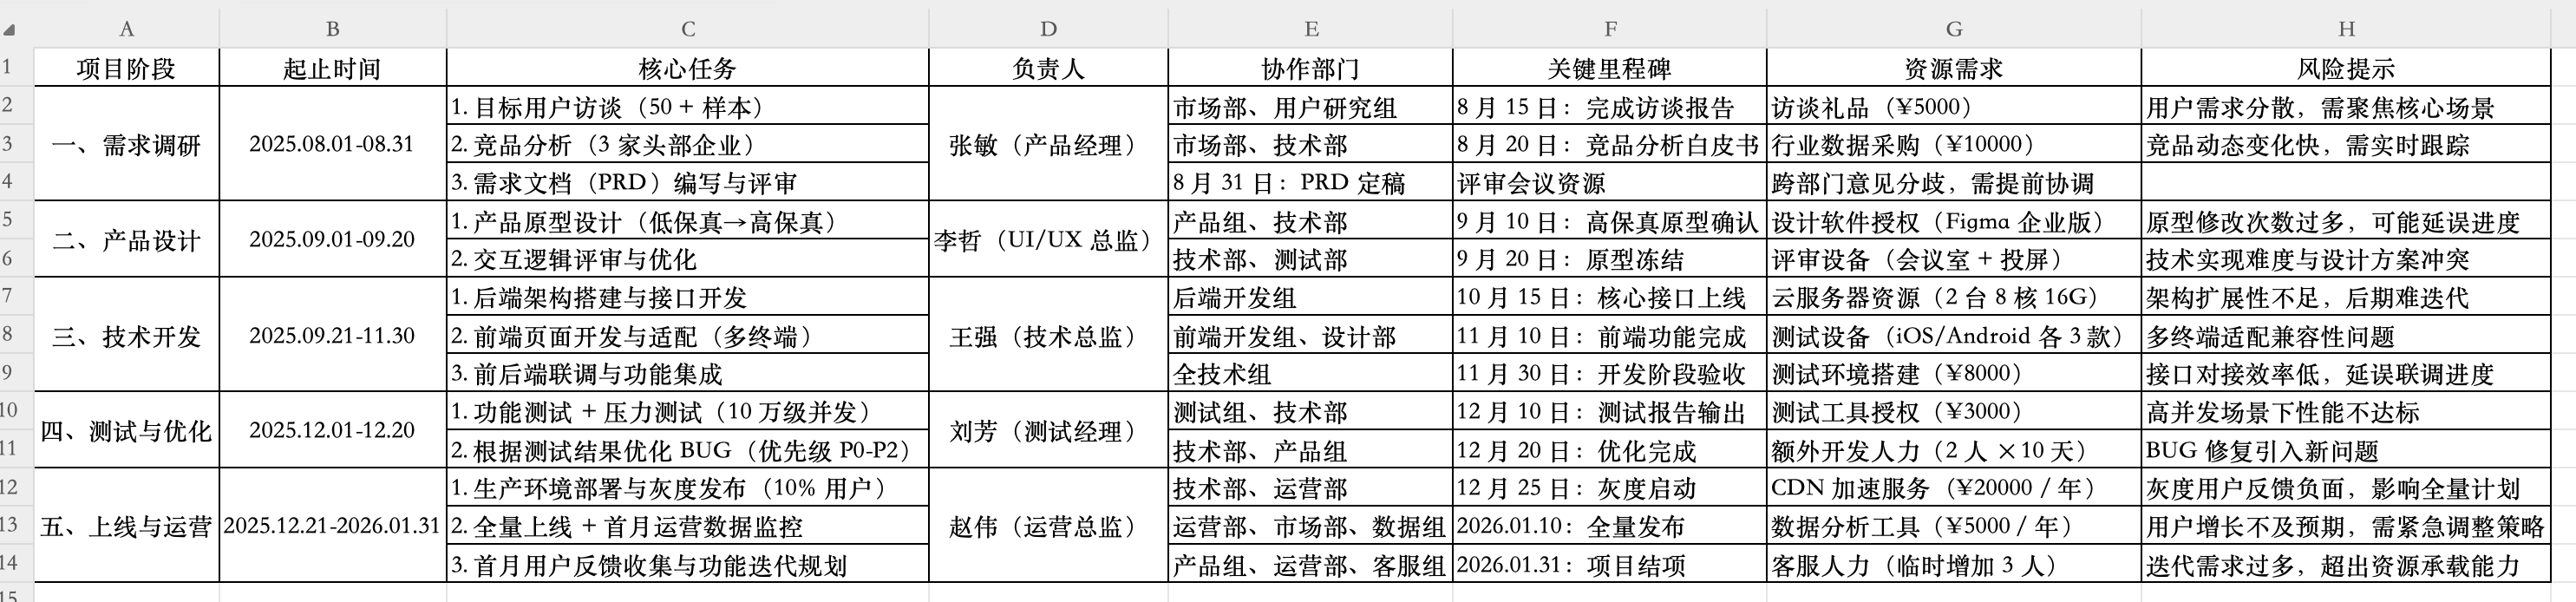 A B C D E F G H
1 项目阶段 起止时间 核心任务 负责人 协作部门 关键里程碑 资源需求 风险提示
2 1. 目标用户访谈（50 + 样本） 市场部、用户研究组 8 月 15 日：完成访谈报告 访谈礼品（¥5000） 用户需求分散，需聚焦核心场景
3 一、需求调研 2025.08.01-08.31 2. 竞品分析（3 家头部企业） 张敏（产品经理） 市场部、技术部 8 月 20 日：竞品分析白皮书 行业数据采购（¥10000） 竞品动态变化快，需实时跟踪
4 3. 需求文档（PRD）编写与评审 8 月 31 日：PRD 定稿 评审会议资源 跨部门意见分歧，需提前协调
5 二、产品设计 2025.09.01-09.20 1. 产品原型设计（低保真→高保真） 李哲（UI/UX 总监） 产品组、技术部 9 月 10 日：高保真原型确认 设计软件授权（Figma 企业版） 原型修改次数过多，可能延误进度
6 2. 交互逻辑评审与优化 技术部、测试部 9 月 20 日：原型冻结 评审设备（会议室 + 投屏） 技术实现难度与设计方案冲突
7 1. 后端架构搭建与接口开发 后端开发组 10 月 15 日：核心接口上线 云服务器资源（2 台 8 核 16G） 架构扩展性不足，后期难迭代
8 三、技术开发 2025.09.21-11.30 2. 前端页面开发与适配（多终端） 王强（技术总监） 前端开发组、设计部 11 月 10 日：前端功能完成 测试设备（iOS/Android 各 3 款） 多终端适配兼容性问题
9 3. 前后端联调与功能集成 全技术组 11 月 30 日：开发阶段验收 测试环境搭建（¥8000） 接口对接效率低，延误联调进度
10 四、测试与优化 2025.12.01-12.20 1. 功能测试 + 压力测试（10 万级并发） 刘芳（测试经理） 测试组、技术部 12 月 10 日：测试报告输出 测试工具授权（¥3000） 高并发场景下性能不达标
11 2. 根据测试结果优化 BUG（优先级 P0-P2） 技术部、产品组 12 月 20 日：优化完成 额外开发人力（2 人 ×10 天） BUG 修复引入新问题
12 1. 生产环境部署与灰度发布（10% 用户） 技术部、运营部 12 月 25 日：灰度启动 CDN 加速服务（¥20000 / 年） 灰度用户反馈负面，影响全量计划
13 五、上线与运营 2025.12.21-2026.01.31 2. 全量上线 + 首月运营数据监控 赵伟（运营总监） 运营部、市场部、数据组 2026.01.10：全量发布 数据分析工具（¥5000 / 年） 用户增长不及预期，需紧急调整策略
14 3. 首月用户反馈收集与功能迭代规划 产品组、运营部、客服组 2026.01.31：项目结项 客服人力（临时增加 3 人） 迭代需求过多，超出资源承载能力
15